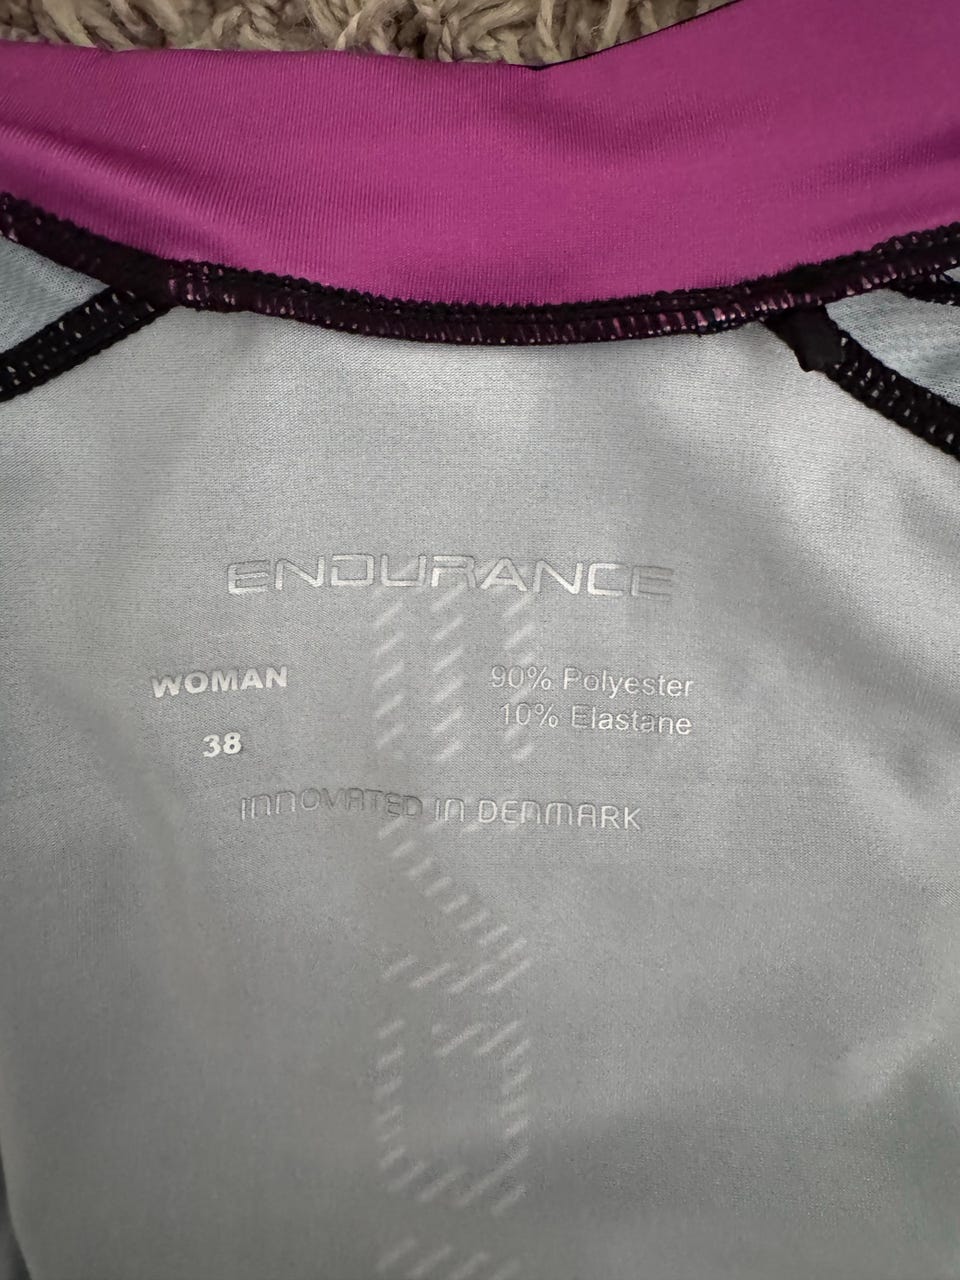 ENDURANCE
WOMAN
90% Polyester
10% Elastane
38
INNOVATED IN DENMARK